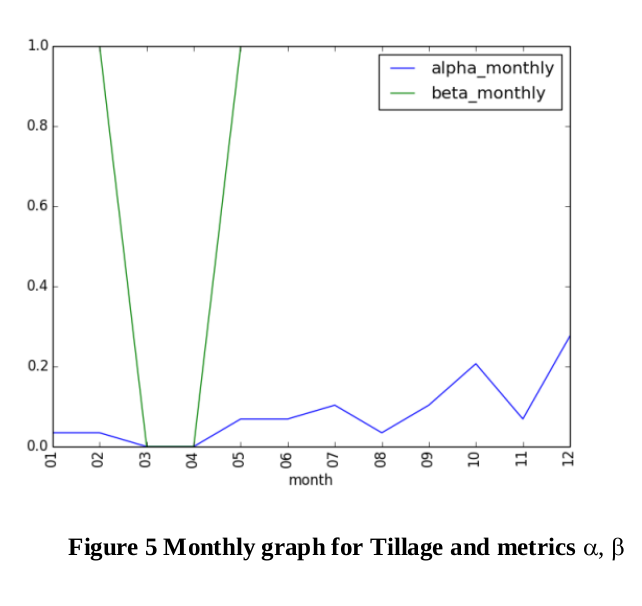 1.0
alpha_monthly
beta_monthly
0.8
0.6
0.4
0.2
0.0
01 02 03 04 05 06 07 08 09 10 11 12
month
Figure 5 Monthly graph for Tillage and metrics α, β